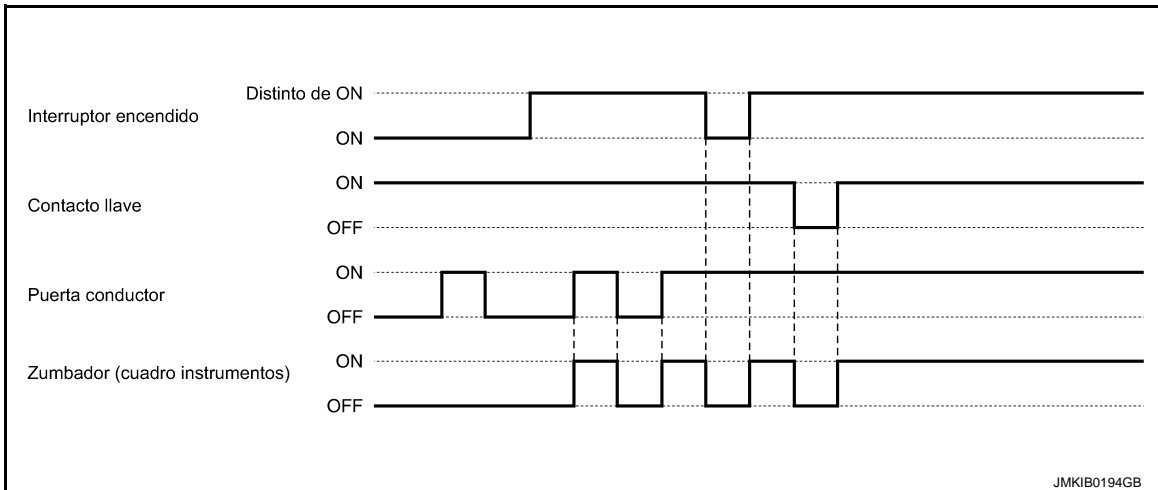 Distinto de ON
Interruptor encendido
ON
ON
Contacto llave
OFF
ON
Puerta conductor
OFF
ON
Zumbador (cuadro instrumentos)
OFF
JMKIB0194GB